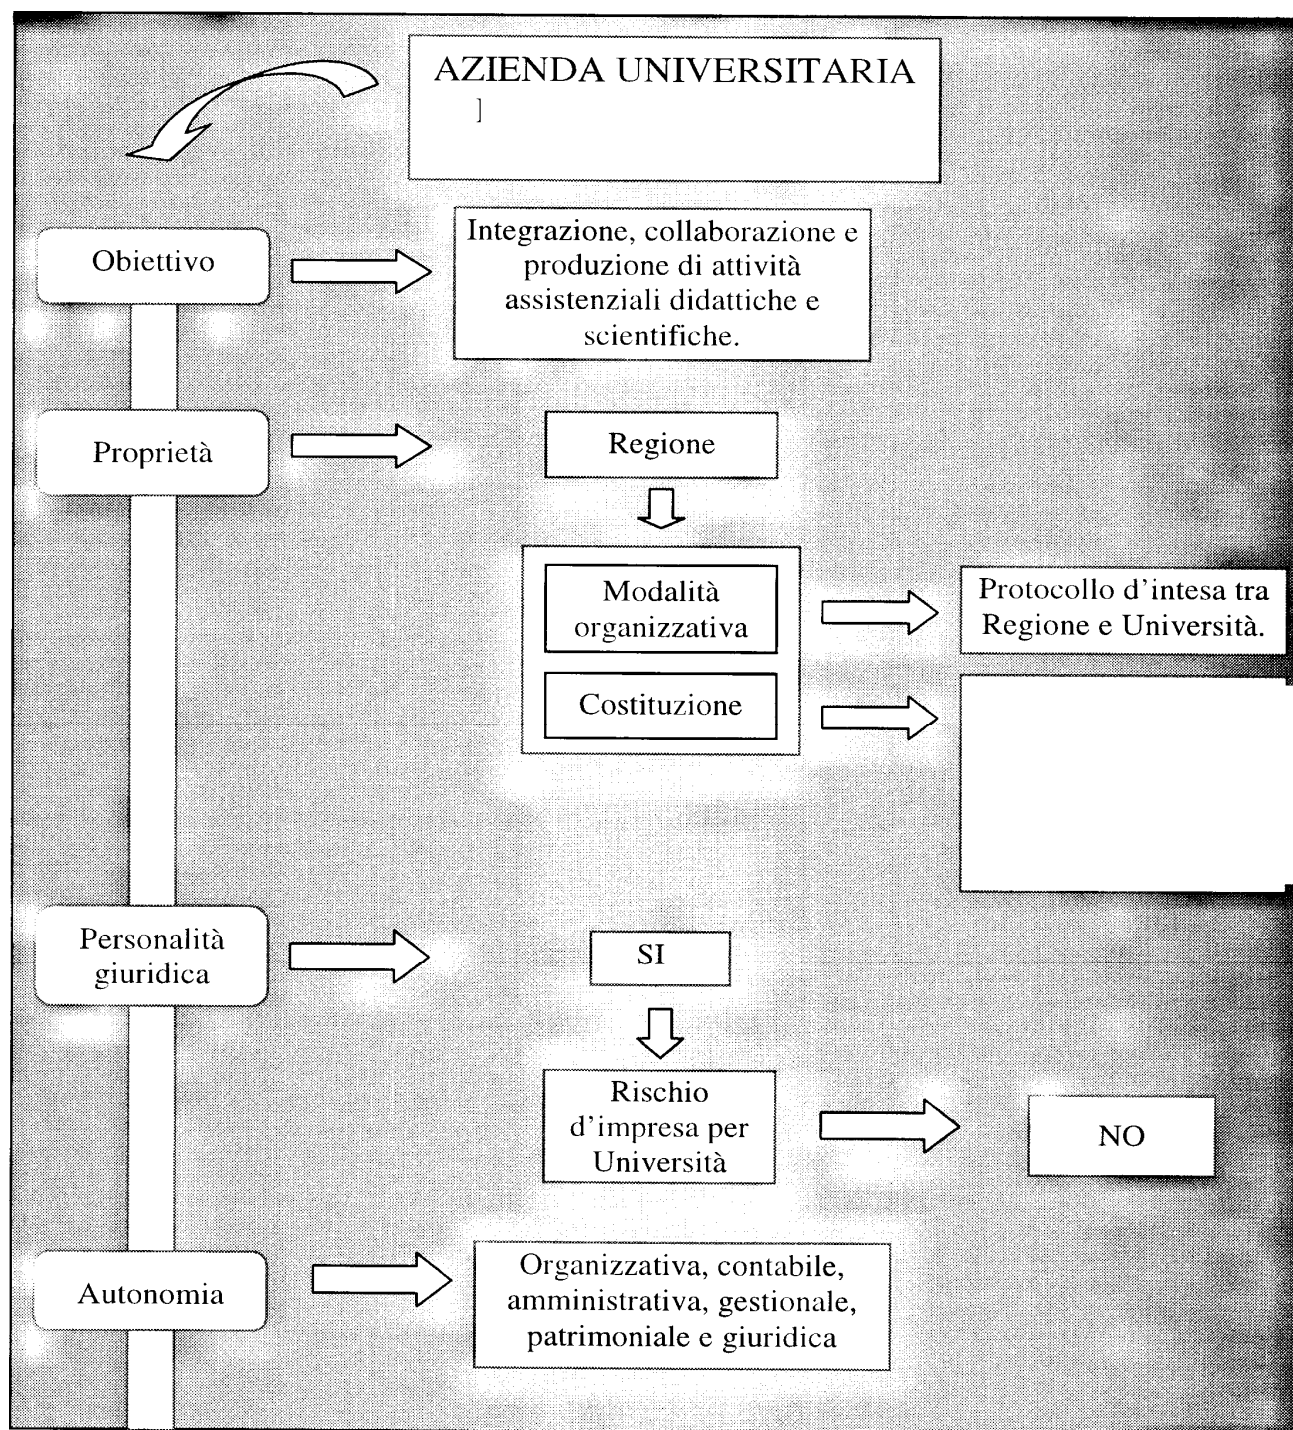 AZIENDA UNIVERSITARIA
]
Obiettivo
Integrazione, collaborazione e
produzione di attività
assistenziali didattiche e
scientifiche.
Proprietà
Regione
Modalità
organizzativa
Protocollo d'intesa tra
Regione e Università.
Costituzione
Personalità
giuridica
SI
Rischio
d'impresa per
Università
NO
Autonomia
Organizzativa, contabile,
amministrativa, gestionale,
patrimoniale e giuridica